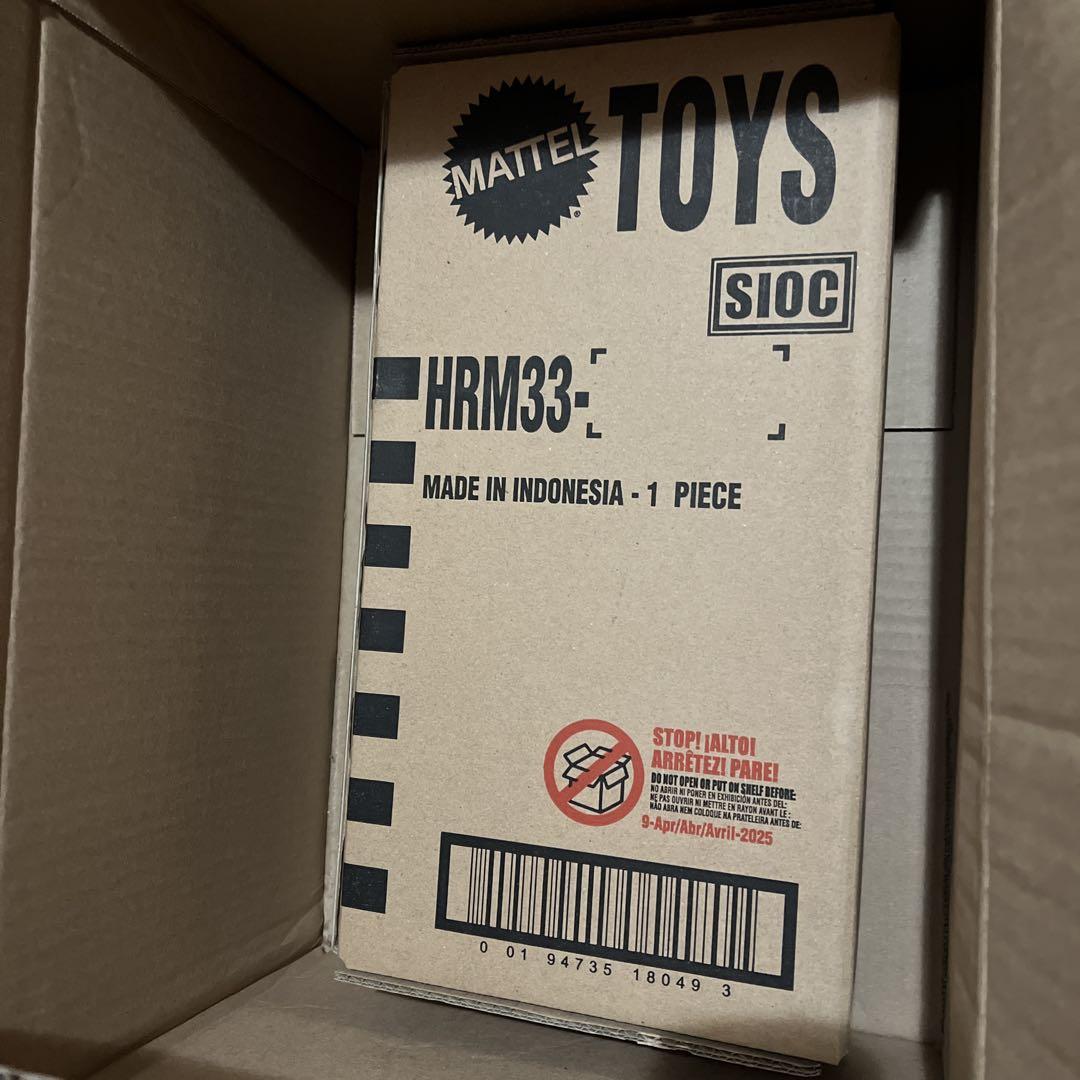 MATTEL® TOYS
SIOC
HRM33-
MADE IN INDONESIA - 1 PIECE
STOP! ¡ALTO!
ARRÊTEZ! PARE!
DO NOT OPEN OR PUT ON SHELF BEFORE:
NO ABRIR NI PONER EN EXHIBICIÓN ANTES DEL:
NE PAS OUVRIR NI METTRE EN RAYON AVANT LE :
NÃO ABRA NEM COLOQUE NA PRATELEIRA ANTES DE:
9-Apr/Abr/Avril-2025
0 01 94735 18049 3